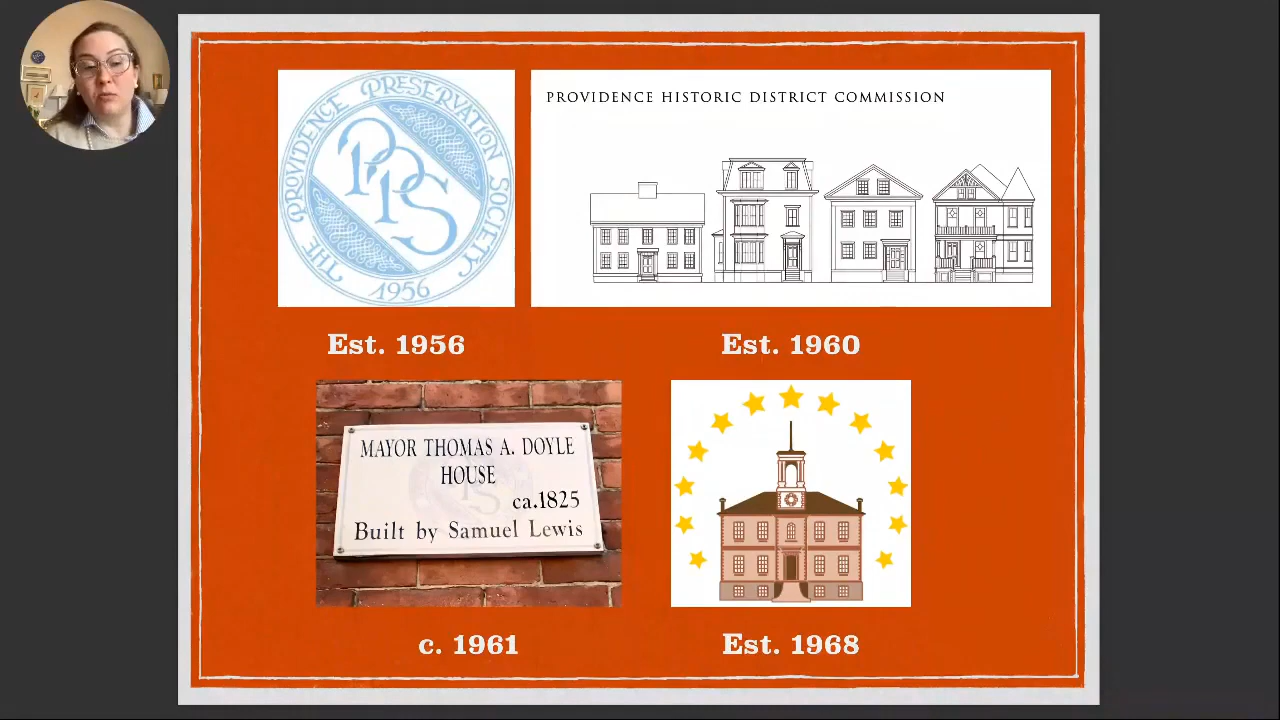 THE PROVIDENCE PRESERVATION SOCIETY
PPS
1956
PROVIDENCE HISTORIC DISTRICT COMMISSION
Est. 1956
Est. 1960
MAYOR THOMAS A. DOYLE
HOUSE
ca.1825
Built by Samuel Lewis
c. 1961
Est. 1968